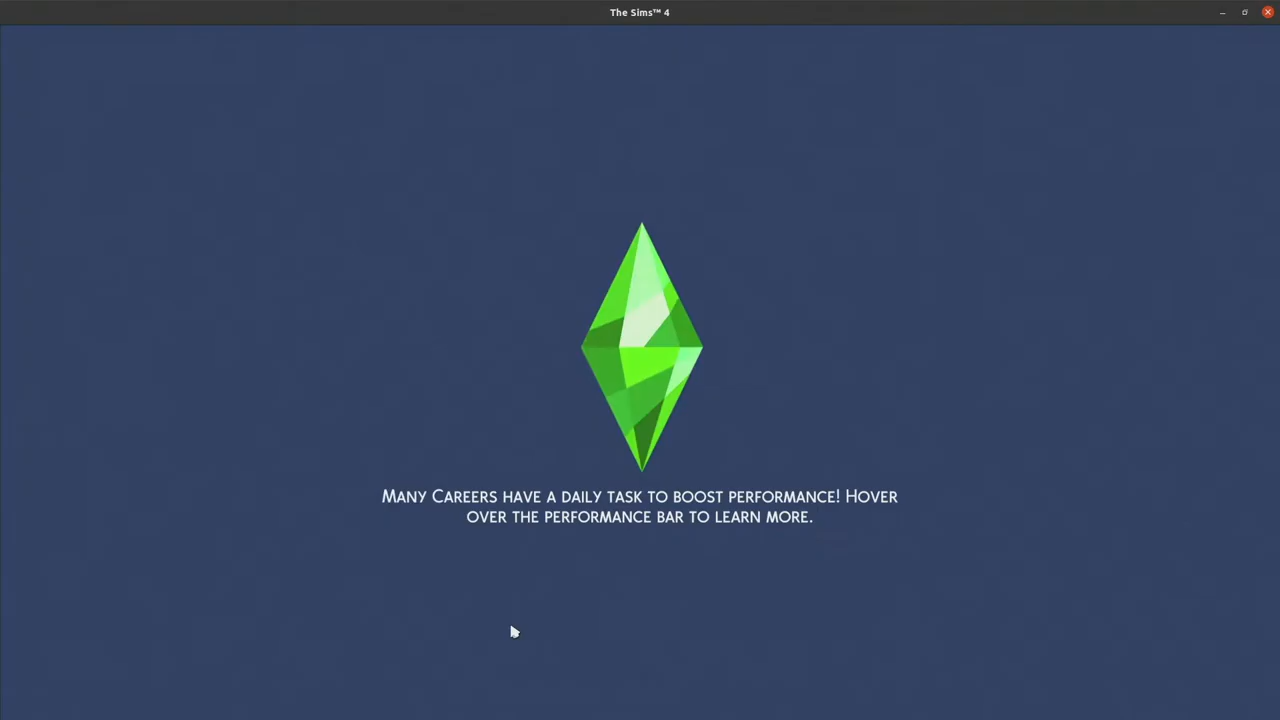 The Sims™ 4
Many Careers have a daily task to boost performance! Hover
over the performance bar to learn more.